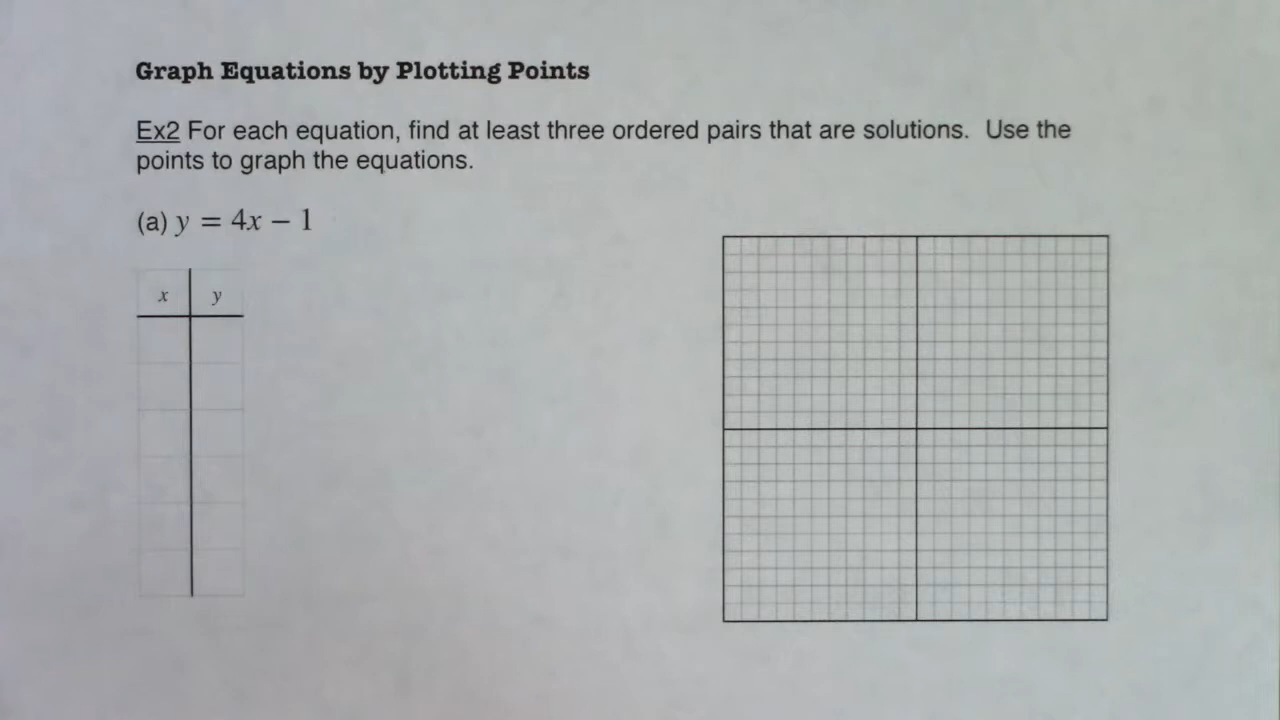 Graph Equations by Plotting Points
Ex2 For each equation, find at least three ordered pairs that are solutions. Use the
points to graph the equations.
(a) y = 4x − 1
x y